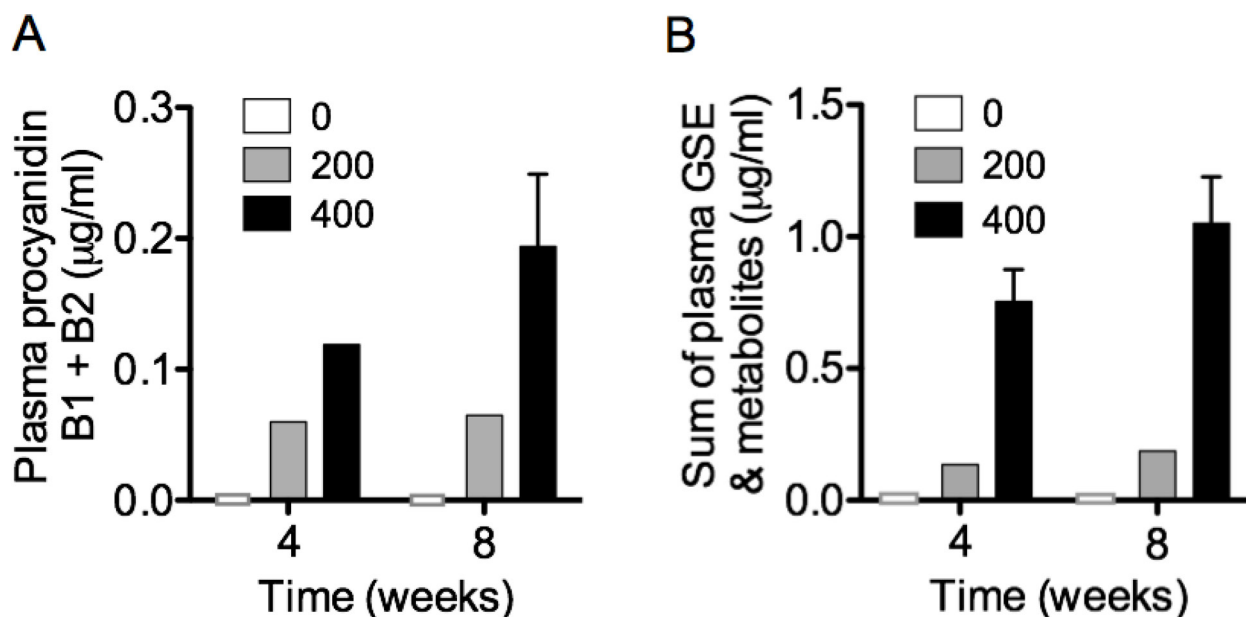 A
Plasma procyanidin
B1 + B2 (μg/ml)
0.3
0.2
0.1
0.0
0
200
400
4
8
Time (weeks)
B
Sum of plasma GSE
& metabolites (μg/ml)
1.5
1.0
0.5
0.0
0
200
400
4
8
Time (weeks)